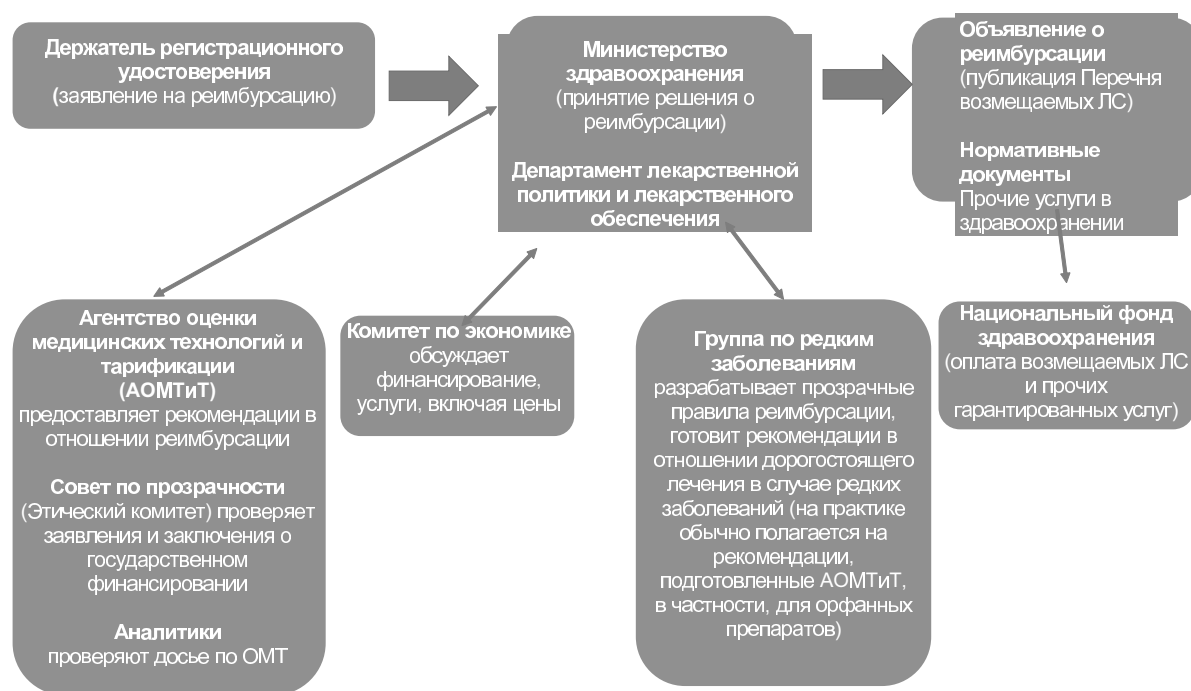 Держатель регистрационного
удостоверения
(заявление на реимбурсацию)
Министерство
здравоохранения
(принятие решения о
реимбурсации)
Департамент лекарственной
политики и лекарственного
обеспечения
Объявление о
реимбурсации
(публикация Перечня
возмещаемых ЛС)
Нормативные
документы
Прочие услуги в
здравоохранении
Агентство оценки
медицинских технологий и
тарификации
(АОМТиТ)
предоставляет рекомендации в
отношении реимбурсации
Совет по прозрачности
(Этический комитет) проверяет
заявления и заключения о
государственном
финансировании
Аналитики
проверяют досье по ОМТ
Комитет по экономике
обсуждает
финансирование,
услуги, включая цены
Группа по редким
заболеваниям
разрабатывает прозрачные
правила реимбурсации,
готовит рекомендации в
отношении дорогостоящего
лечения в случае редких
заболеваний (на практике
обычно полагается на
рекомендации,
подготовленные АОМТиТ,
в частности, для орфанных
препаратов)
Национальный фонд
здравоохранения
(оплата возмещаемых ЛС
и прочих
гарантированных услуг)